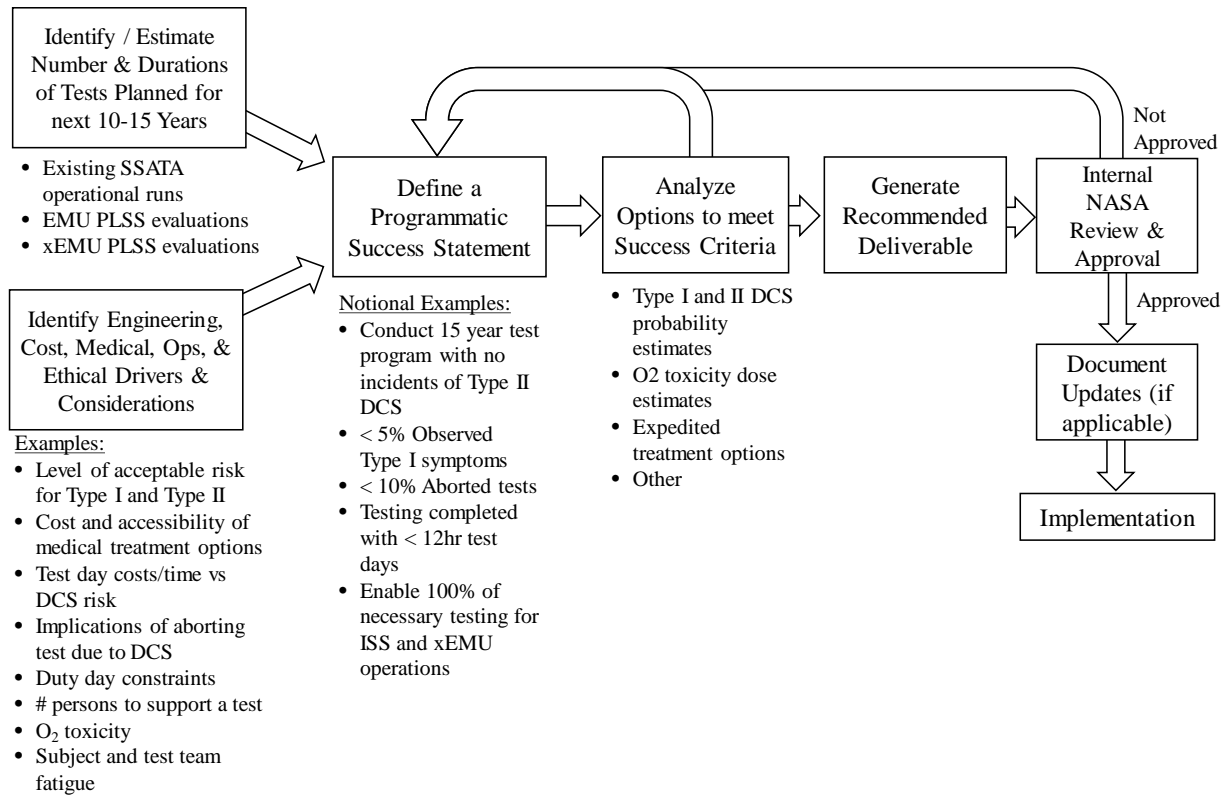 Identify / Estimate
Number & Durations
of Tests Planned for
next 10-15 Years
• Existing SSATA
operational runs
• EMU PLSS evaluations
• xEMU PLSS evaluations
Identify Engineering,
Cost, Medical, Ops, &
Ethical Drivers &
Considerations
Examples:
• Level of acceptable risk
for Type I and Type II
• Cost and accessibility of
medical treatment options
• Test day costs/time vs
DCS risk
• Implications of aborting
test due to DCS
• Duty day constraints
• # persons to support a test
• O₂ toxicity
• Subject and test team
fatigue
Define a
Programmatic
Success Statement
Notional Examples:
• Conduct 15 year test
program with no
incidents of Type II
DCS
• < 5% Observed
Type I symptoms
• < 10% Aborted tests
• Testing completed
with < 12hr test
days
• Enable 100% of
necessary testing for
ISS and xEMU
operations
Analyze
Options to meet
Success Criteria
• Type I and II DCS
probability
estimates
• O2 toxicity dose
estimates
• Expedited
treatment options
• Other
Generate
Recommended
Deliverable
Not
Approved
Internal
NASA
Review &
Approval
Approved
Document
Updates (if
applicable)
Implementation